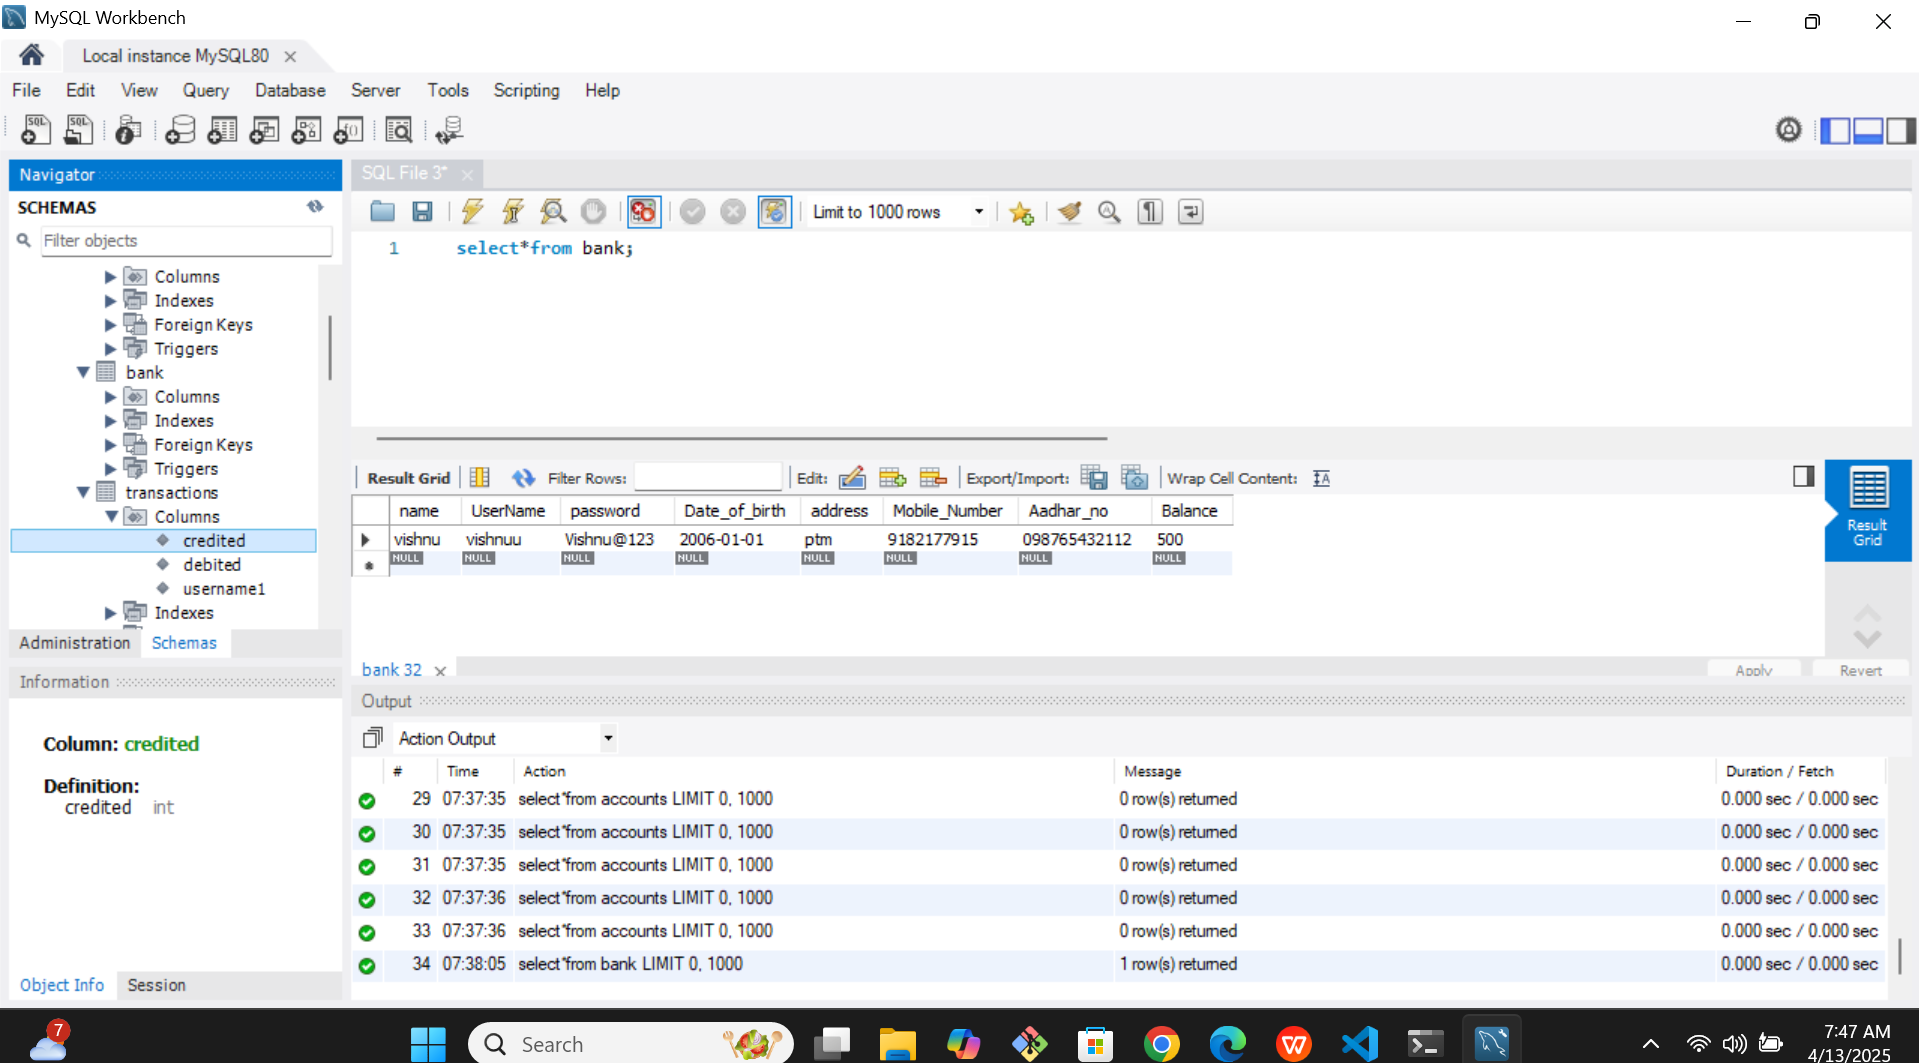 MySQL Workbench
Local instance MySQL80
File Edit View Query Database Server Tools Scripting Help
Navigator
SCHEMAS
Filter objects
Columns
Indexes
Foreign Keys
Triggers
bank
Columns
Indexes
Foreign Keys
Triggers
transactions
Columns
credited
debited
username1
Indexes
Administration Schemas
Information
Column: credited
Definition:
credited int
Object Info Session
SQL File 3*
Limit to 1000 rows
1 select*from bank;
Result Grid Filter Rows: Edit: Export/Import: Wrap Cell Content:
name UserName password Date_of_birth address Mobile_Number Aadhar_no Balance
vishnu vishnuu Vishnu@123 2006-01-01 ptm 9182177915 098765432112 500
NULL NULL NULL NULL NULL NULL NULL NULL
Result
Grid
bank 32
Apply Revert
Output
Action Output
# Time Action Message Duration / Fetch
29 07:37:35 select*from accounts LIMIT 0, 1000 0 row(s) returned 0.000 sec / 0.000 sec
30 07:37:35 select*from accounts LIMIT 0, 1000 0 row(s) returned 0.000 sec / 0.000 sec
31 07:37:35 select*from accounts LIMIT 0, 1000 0 row(s) returned 0.000 sec / 0.000 sec
32 07:37:36 select*from accounts LIMIT 0, 1000 0 row(s) returned 0.000 sec / 0.000 sec
33 07:37:36 select*from accounts LIMIT 0, 1000 0 row(s) returned 0.000 sec / 0.000 sec
34 07:38:05 select*from bank LIMIT 0, 1000 1 row(s) returned 0.000 sec / 0.000 sec
7
Search
7:47 AM
4/13/2025